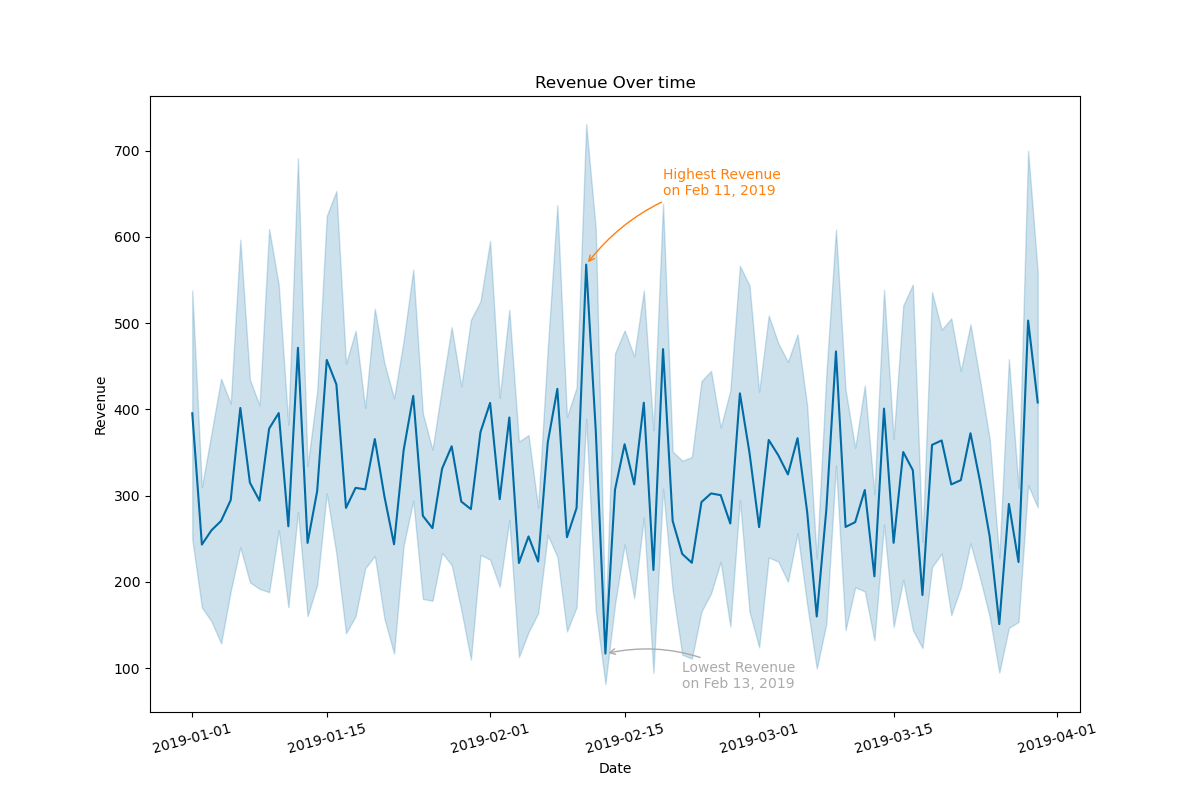 Revenue Over time
700
600
500
400
300
200
100
Revenue
Highest Revenue
on Feb 11, 2019
Lowest Revenue
on Feb 13, 2019
2019-01-01
2019-01-15
2019-02-01
2019-02-15
2019-03-01
2019-03-15
2019-04-01
Date